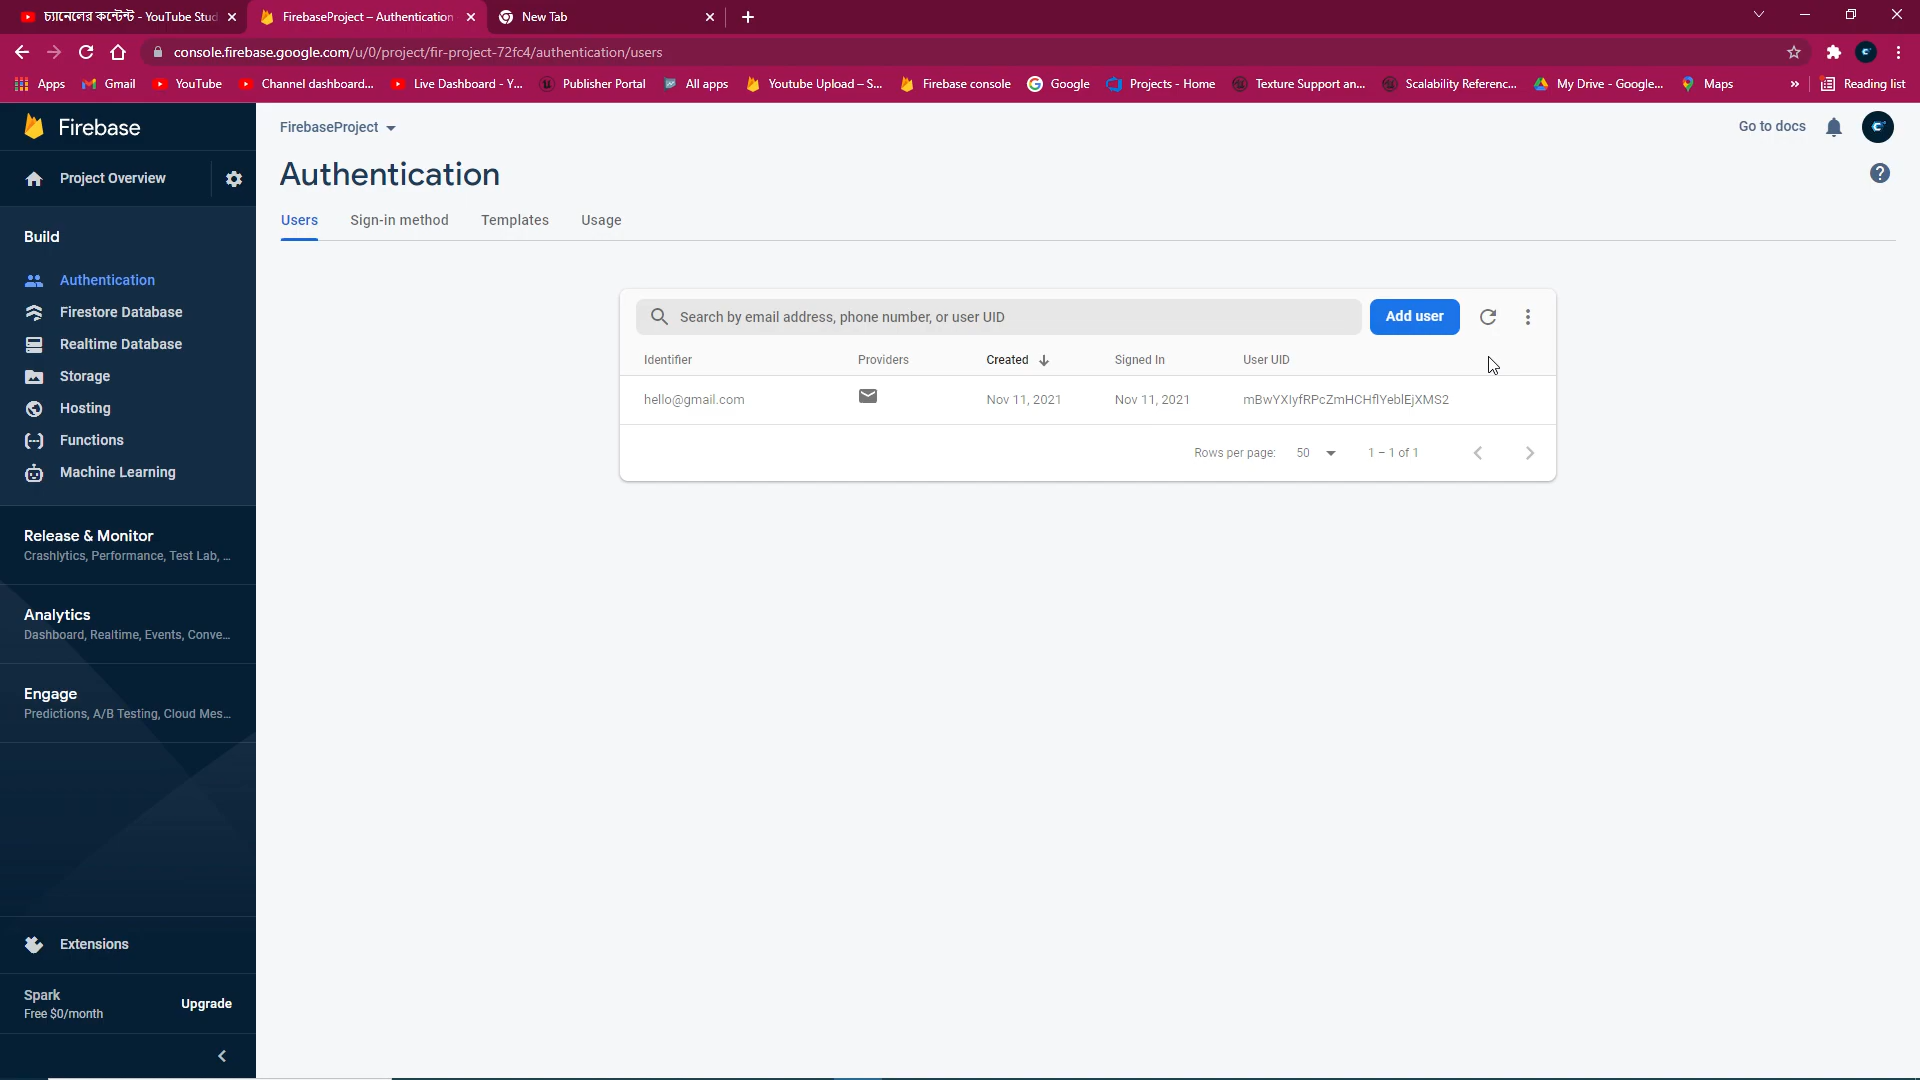 চ্যানেলের কন্টেন্ট - YouTube Stud
FirebaseProject – Authentication
New Tab
console.firebase.google.com/u/0/project/fir-project-72fc4/authentication/users
Apps
Gmail
YouTube
Channel dashboard...
Live Dashboard - Y...
Publisher Portal
All apps
Youtube Upload – S...
Firebase console
Google
Projects - Home
Texture Support an...
Scalability Referenc...
My Drive - Google...
Maps
»
Reading list
Firebase
FirebaseProject
Go to docs
Project Overview
Authentication
Users
Sign-in method
Templates
Usage
Build
Authentication
Firestore Database
Realtime Database
Storage
Hosting
Functions
Machine Learning
Search by email address, phone number, or user UID
Add user
Identifier
Providers
Created
Signed In
User UID
hello@gmail.com
Nov 11, 2021
Nov 11, 2021
Rows per page:
50
1 – 1 of 1
Release & Monitor
Crashlytics, Performance, Test Lab, ...
Analytics
Dashboard, Realtime, Events, Conve...
Engage
Predictions, A/B Testing, Cloud Mes...
Extensions
Spark
Free $0/month
Upgrade